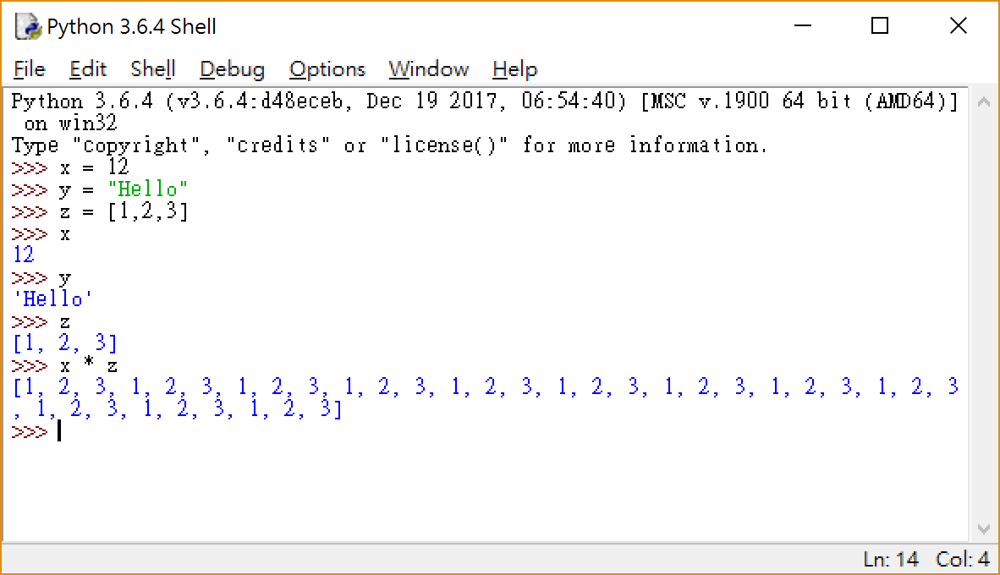 Python 3.6.4 Shell
File Edit Shell Debug Options Window Help
Python 3.6.4 (v3.6.4:d48eceb, Dec 19 2017, 06:54:40) [MSC v.1900 64 bit (AMD64)]
 on win32
Type "copyright", "credits" or "license()" for more information.
>>> x = 12
>>> y = "Hello"
>>> z = [1,2,3]
>>> x
12
>>> y
'Hello'
>>> z
[1, 2, 3]
>>> x * z
[1, 2, 3, 1, 2, 3, 1, 2, 3, 1, 2, 3, 1, 2, 3, 1, 2, 3, 1, 2, 3, 1, 2, 3, 1, 2, 3
, 1, 2, 3, 1, 2, 3, 1, 2, 3]
>>>
Ln: 14 Col: 4